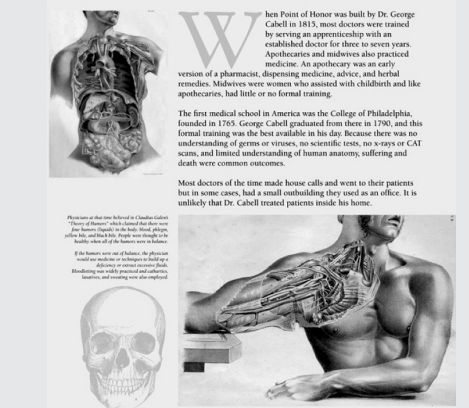 When Point of Honor was built by Dr. George
Cabell in 1815, most doctors were trained
by serving an apprenticeship with an
established doctor for three to seven years.
Apothecaries and midwives also practiced
medicine. An apothecary was an early
version of a pharmacist, dispensing medicine, advice, and herbal
remedies. Midwives were women who assisted with childbirth and like
apothecaries, had little or no formal training.
The first medical school in America was the College of Philadelphia,
founded in 1765. George Cabell graduated from there in 1790, and this
formal training was the best available in his day. Because there was no
understanding of germs or viruses, no scientific tests, no x-rays or CAT
scans, and limited understanding of human anatomy, suffering and
death were common outcomes.
Most doctors of the time made house calls and went to their patients
but in some cases, had a small outbuilding they used as an office. It is
unlikely that Dr. Cabell treated patients inside his home.
Physicians at that time believed in Claudius Galen's
"Theory of Humors" which claimed that there were
four humors (liquids) in the body: blood, phlegm,
yellow bile, and black bile. People were thought to be
healthy when all of the humors were in balance.
If the humors were out of balance, the physician
would use medicine or techniques to build up a
deficiency or extract excessive fluids.
Bloodletting was widely practiced and cathartics,
laxatives, and sweating were also employed.